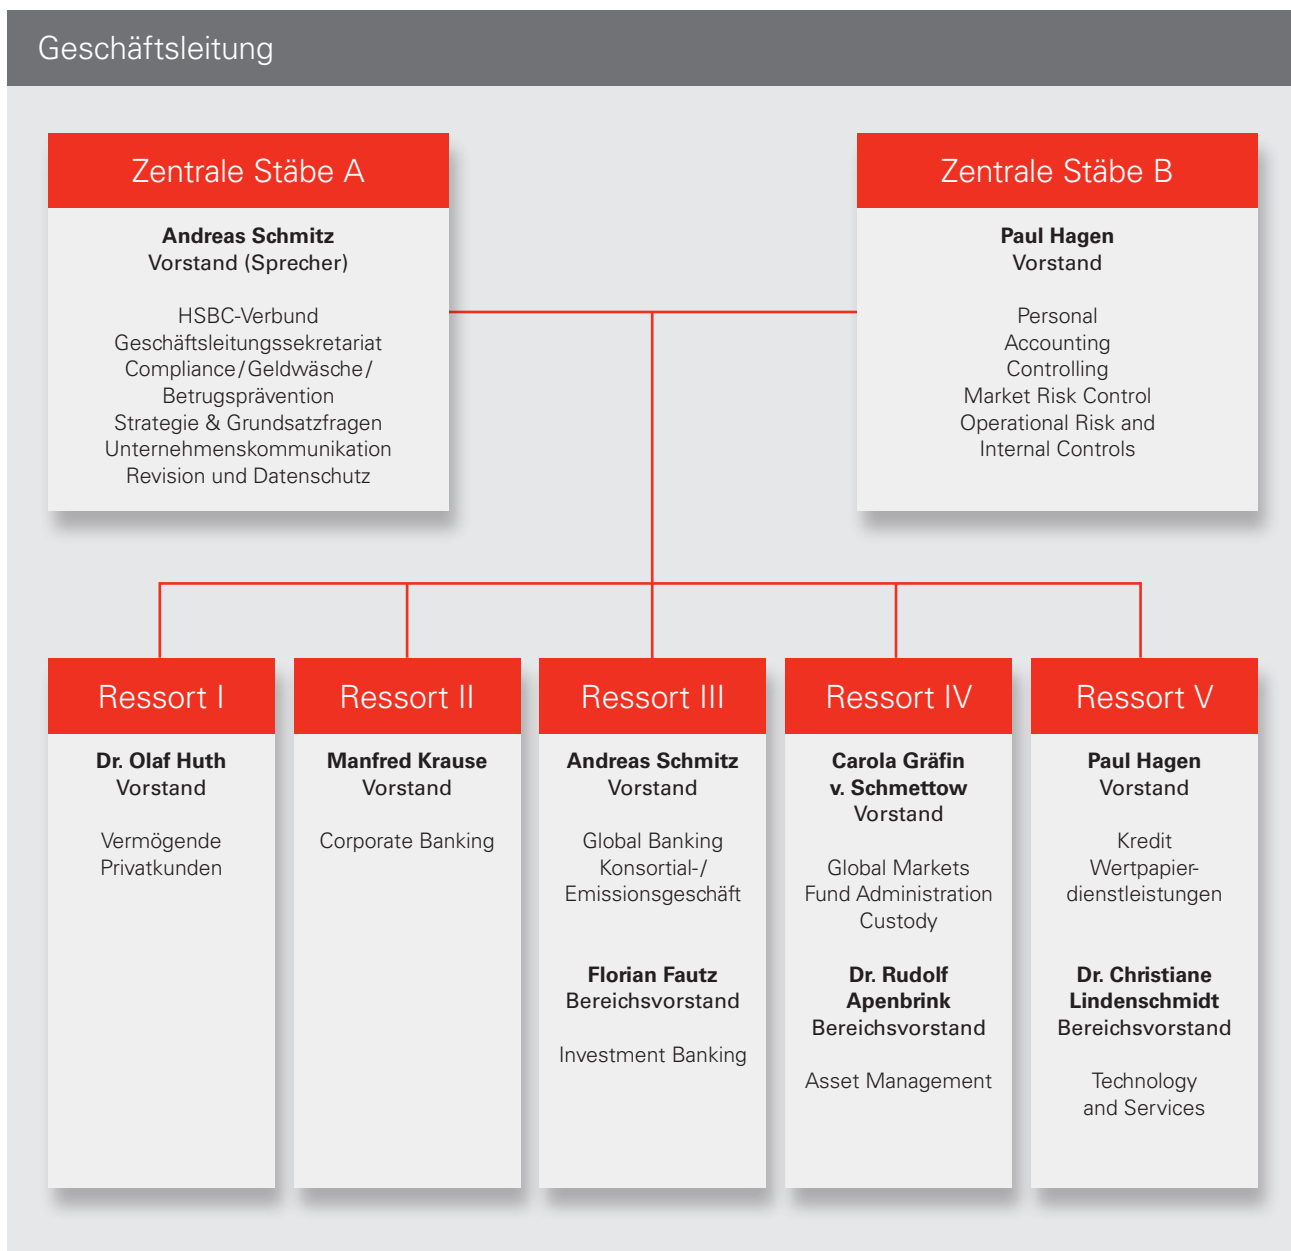 Geschäftsleitung
Zentrale Stäbe A
Andreas Schmitz
Vorstand (Sprecher)
HSBC-Verbund
Geschäftsleitungssekretariat
Compliance/Geldwäsche/
Betrugsprävention
Strategie & Grundsatzfragen
Unternehmenskommunikation
Revision und Datenschutz
Zentrale Stäbe B
Paul Hagen
Vorstand
Personal
Accounting
Controlling
Market Risk Control
Operational Risk and
Internal Controls
Ressort I
Dr. Olaf Huth
Vorstand
Vermögende
Privatkunden
Ressort II
Manfred Krause
Vorstand
Corporate Banking
Ressort III
Andreas Schmitz
Vorstand
Global Banking
Konsortial-/
Emissionsgeschäft
Florian Fautz
Bereichsvorstand
Investment Banking
Ressort IV
Carola Gräfin
v. Schmettow
Vorstand
Global Markets
Fund Administration
Custody
Dr. Rudolf
Apenbrink
Bereichsvorstand
Asset Management
Ressort V
Paul Hagen
Vorstand
Kredit
Wertpapier-
dienstleistungen
Dr. Christiane
Lindenschmidt
Bereichsvorstand
Technology
and Services